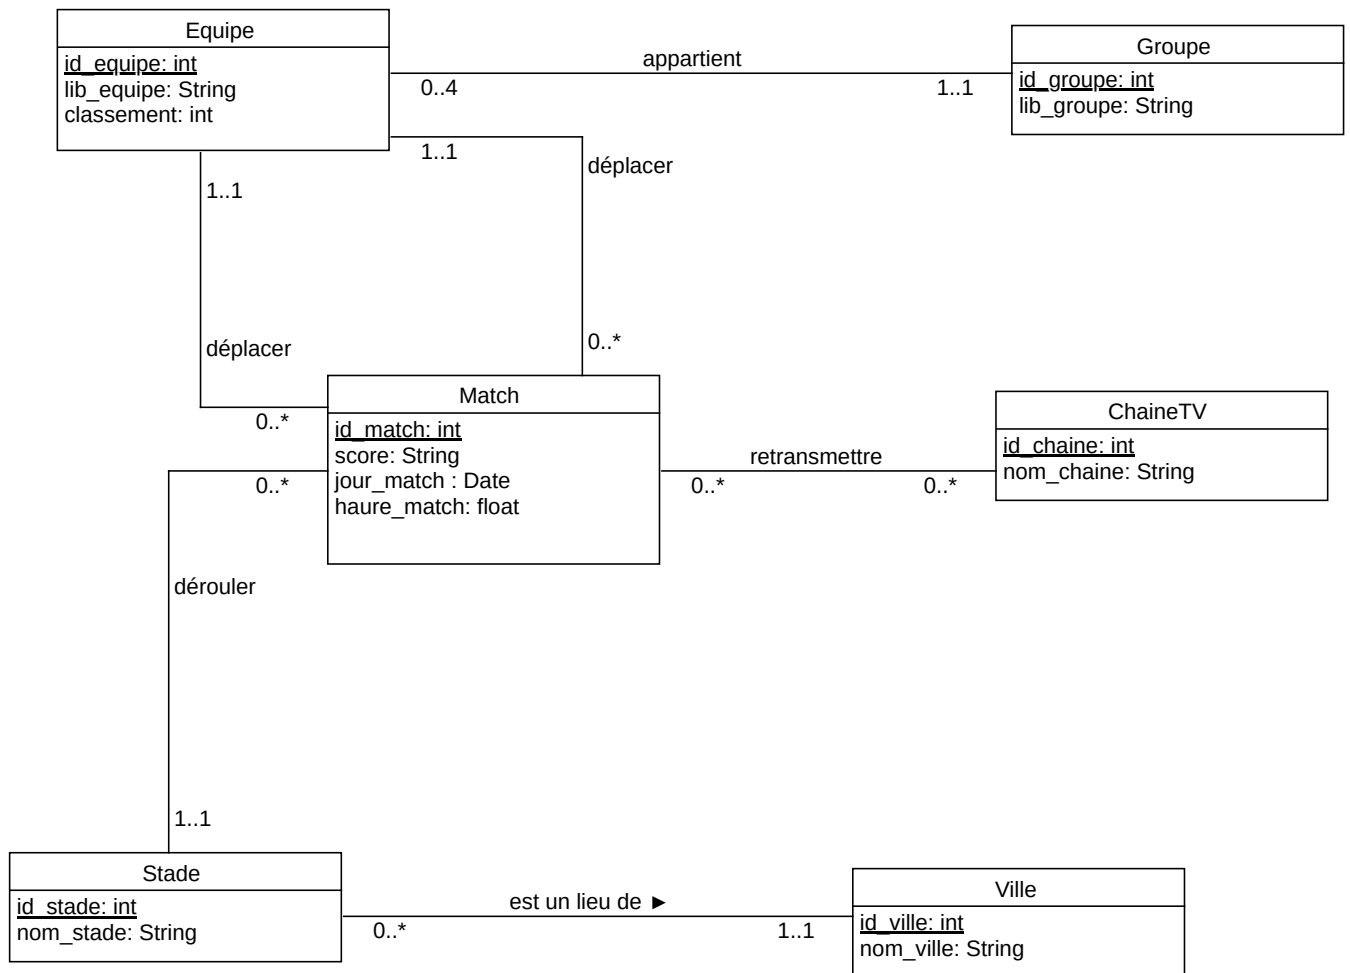 Equipe
id_equipe: int
lib_equipe: String
classement: int
appartient
0..4
1..1
Groupe
id_groupe: int
lib_groupe: String
1..1
déplacer
1..1
déplacer
0..*
0..*
Match
id_match: int
score: String
jour_match : Date
haure_match: float
retransmettre
0..*
0..*
ChaineTV
id_chaine: int
nom_chaine: String
0..*
dérouler
1..1
Stade
id_stade: int
nom_stade: String
est un lieu de ►
0..*
1..1
Ville
id_ville: int
nom_ville: String